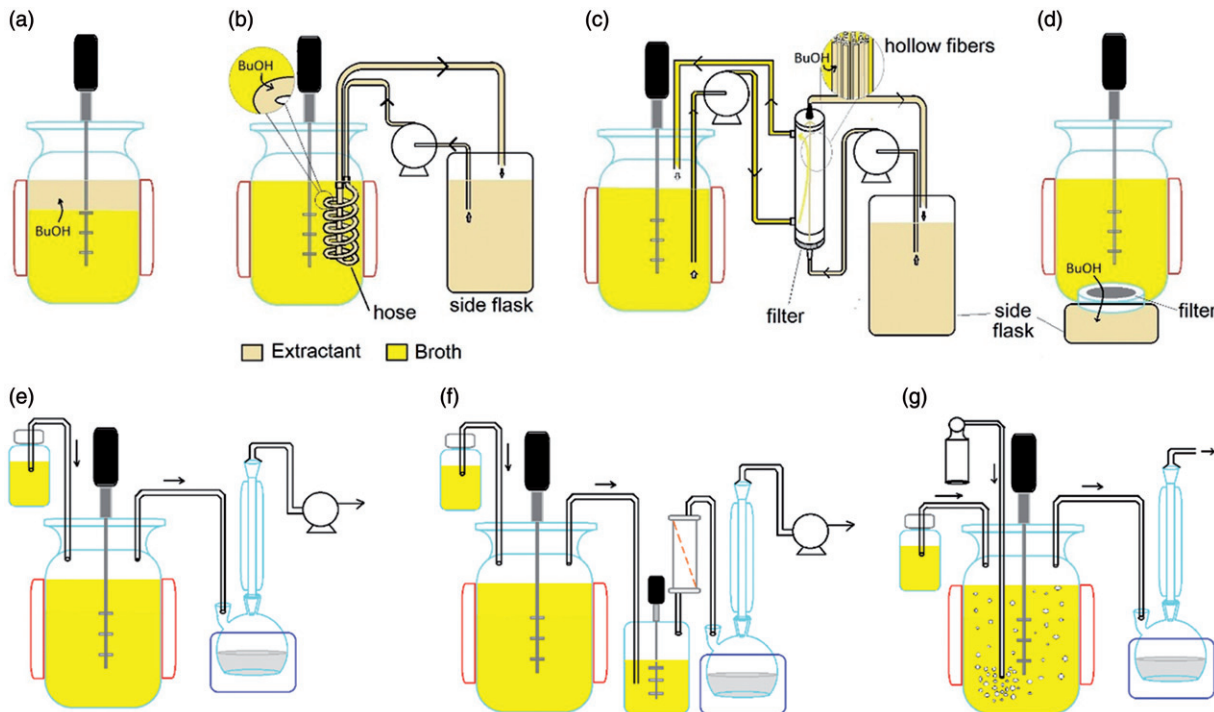 (a)
(b)
(c)
(d)
BuOH
BuOH
hollow fibers
BuOH
BuOH
hose
side flask
filter
side
flask
filter
Extractant
Broth
(e)
(f)
(g)